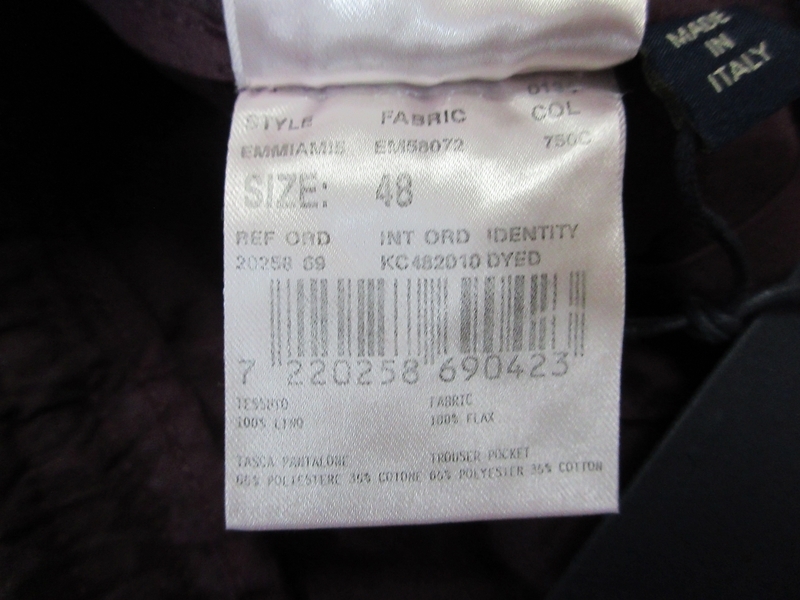 MADE
IN
ITALY
STYLE FABRIC COL
EMMIAMIS EM58072 750C
SIZE: 48
REF ORD INT ORD IDENTITY
20258 69 KC482010 DYED
7 220258 690423
TESSUTO FABRIC
100% LINO 100% FLAX
TASCA PANTALONE TROUSER POCKET
65% POLIESTERE 35% COTONE 65% POLYESTER 35% COTTON